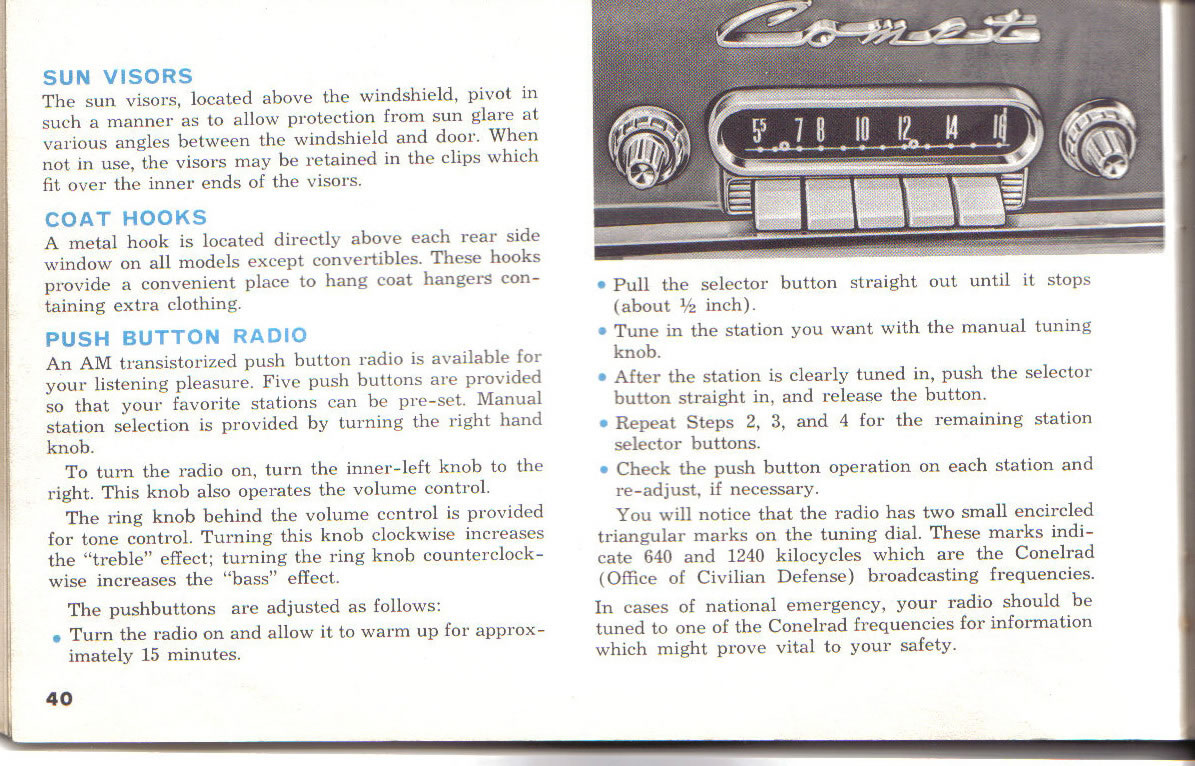 SUN VISORS
The sun visors, located above the windshield, pivot in
such a manner as to allow protection from sun glare at
various angles between the windshield and door. When
not in use, the visors may be retained in the clips which
fit over the inner ends of the visors.
COAT HOOKS
A metal hook is located directly above each rear side
window on all models except convertibles. These hooks
provide a convenient place to hang coat hangers con-
taining extra clothing.
PUSH BUTTON RADIO
An AM transistorized push button radio is available for
your listening pleasure. Five push buttons are provided
so that your favorite stations can be pre-set. Manual
station selection is provided by turning the right hand
knob.
To turn the radio on, turn the inner-left knob to the
right. This knob also operates the volume control.
The ring knob behind the volume control is provided
for tone control. Turning this knob clockwise increases
the “treble” effect; turning the ring knob counterclock-
wise increases the “bass” effect.
The pushbuttons are adjusted as follows:
• Turn the radio on and allow it to warm up for approx-
imately 15 minutes.
40
Comet
55 7 8 10 12 14 16
• Pull the selector button straight out until it stops
(about ½ inch).
• Tune in the station you want with the manual tuning
knob.
• After the station is clearly tuned in, push the selector
button straight in, and release the button.
• Repeat Steps 2, 3, and 4 for the remaining station
selector buttons.
• Check the push button operation on each station and
re-adjust, if necessary.
You will notice that the radio has two small encircled
triangular marks on the tuning dial. These marks indi-
cate 640 and 1240 kilocycles which are the Conelrad
(Office of Civilian Defense) broadcasting frequencies.
In cases of national emergency, your radio should be
tuned to one of the Conelrad frequencies for information
which might prove vital to your safety.